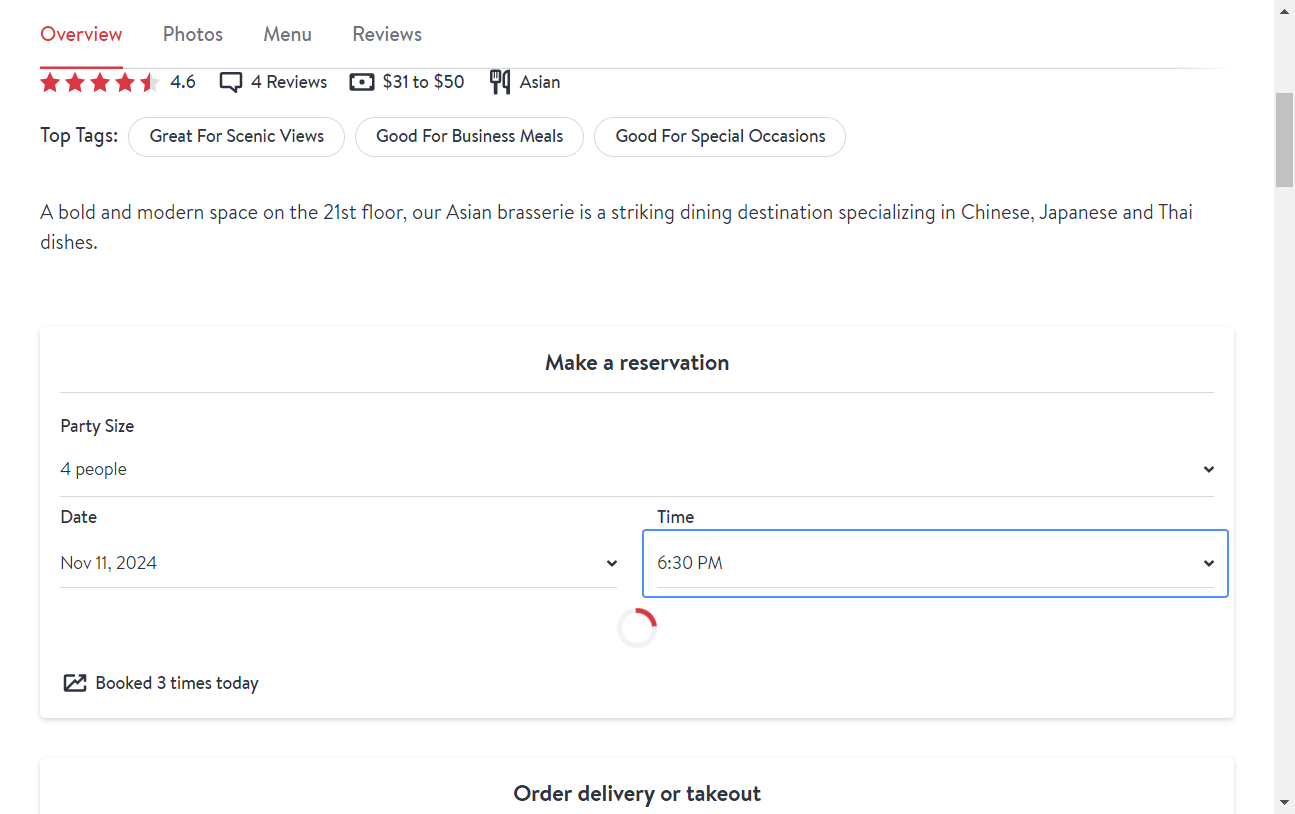 Overview Photos Menu Reviews
4.6 4 Reviews $31 to $50 Asian
Top Tags: Great For Scenic Views Good For Business Meals Good For Special Occasions
A bold and modern space on the 21st floor, our Asian brasserie is a striking dining destination specializing in Chinese, Japanese and Thai
dishes.
Make a reservation
Party Size
4 people
Date Time
Nov 11, 2024 6:30 PM
Booked 3 times today
Order delivery or takeout